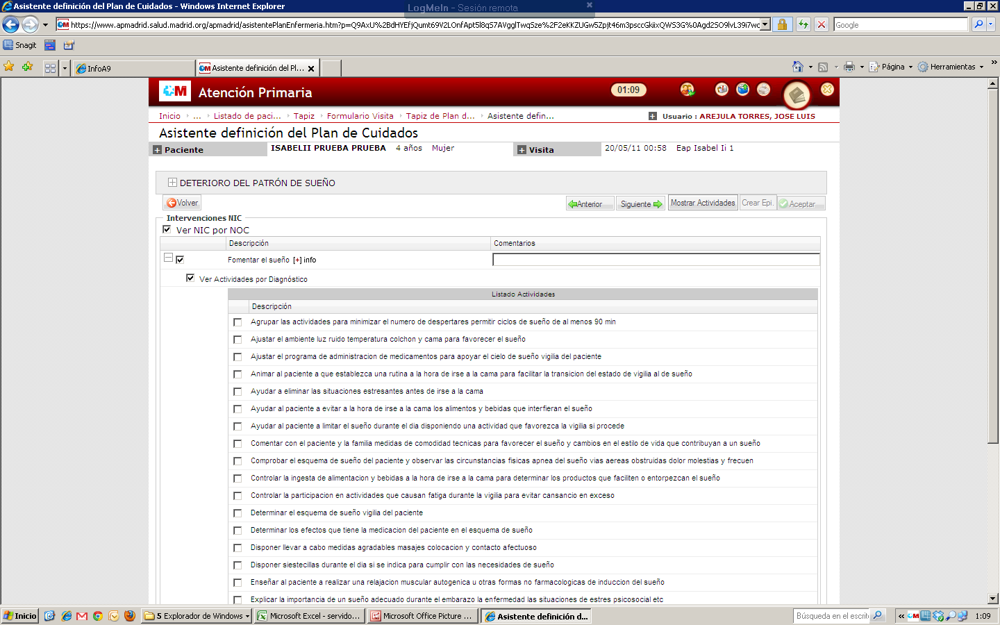 Asistente definición del Plan de Cuidados - Windows Internet Explorer
LogMeIn - Sesión remota
Google
Snagit
InfoA9
Asistente definición del Pl...
Página
Herramientas
M
Atención Primaria
01:09
Inicio ... Listado de paci... Tapiz Formulario Visita Tapiz de Plan d... Asistente defin...
Usuario : AREJULA TORRES, JOSE LUIS
Asistente definición del Plan de Cuidados
Paciente ISABELII PRUEBA PRUEBA 4 años Mujer Visita 20/05/11 00:58 Eap Isabel Ii 1
DETERIORO DEL PATRÓN DE SUEÑO
Volver Anterior Siguiente Mostrar Actividades Crear Epi. Aceptar
Intervenciones NIC
Ver NIC por NOC
Descripción Comentarios
Fomentar el sueño [+] info
Ver Actividades por Diagnóstico
Listado Actividades
Descripción
Agrupar las actividades para minimizar el numero de despertares permitir ciclos de sueño de al menos 90 min
Ajustar el ambiente luz ruido temperatura colchon y cama para favorecer el sueño
Ajustar el programa de administracion de medicamentos para apoyar el cielo de sueño vigilia del paciente
Animar al paciente a que establezca una rutina a la hora de irse a la cama para facilitar la transicion del estado de vigilia al de sueño
Ayudar a eliminar las situaciones estresantes antes de irse a la cama
Ayudar al paciente a evitar a la hora de irse a la cama los alimentos y bebidas que interfieran el sueño
Ayudar al paciente a limitar el sueño durante el dia disponiendo una actividad que favorezca la vigilia si procede
Comentar con el paciente y la familia medidas de comodidad tecnicas para favorecer el sueño y cambios en el estilo de vida que contribuyan a un sueño
Comprobar el esquema de sueño del paciente y observar las circunstancias fisicas apnea del sueño vias aereas obstruidas dolor molestias y frecuen
Controlar la ingesta de alimentacion y bebidas a la hora de irse a la cama para determinar los productos que faciliten o entorpezcan el sueño
Controlar la participacion en actividades que causan fatiga durante la vigilia para evitar cansancio en exceso
Determinar el esquema de sueño vigilia del paciente
Determinar los efectos que tiene la medicacion del paciente en el esquema de sueño
Disponer llevar a cabo medidas agradables masajes colocacion y contacto afectuoso
Disponer siestecillas durante el dia si se indica para cumplir con las necesidades de sueño
Enseñar al paciente a realizar una relajacion muscular autogenica u otras formas no farmacologicas de induccion del sueño
Explicar la importancia de un sueño adecuado durante el embarazo la enfermedad las situaciones de estres psicosocial etc
Inicio
5 Explorador de Windows
Microsoft Excel - servido...
Microsoft Office Picture ...
Asistente definición d...
Búsqueda en el escrit
1:09